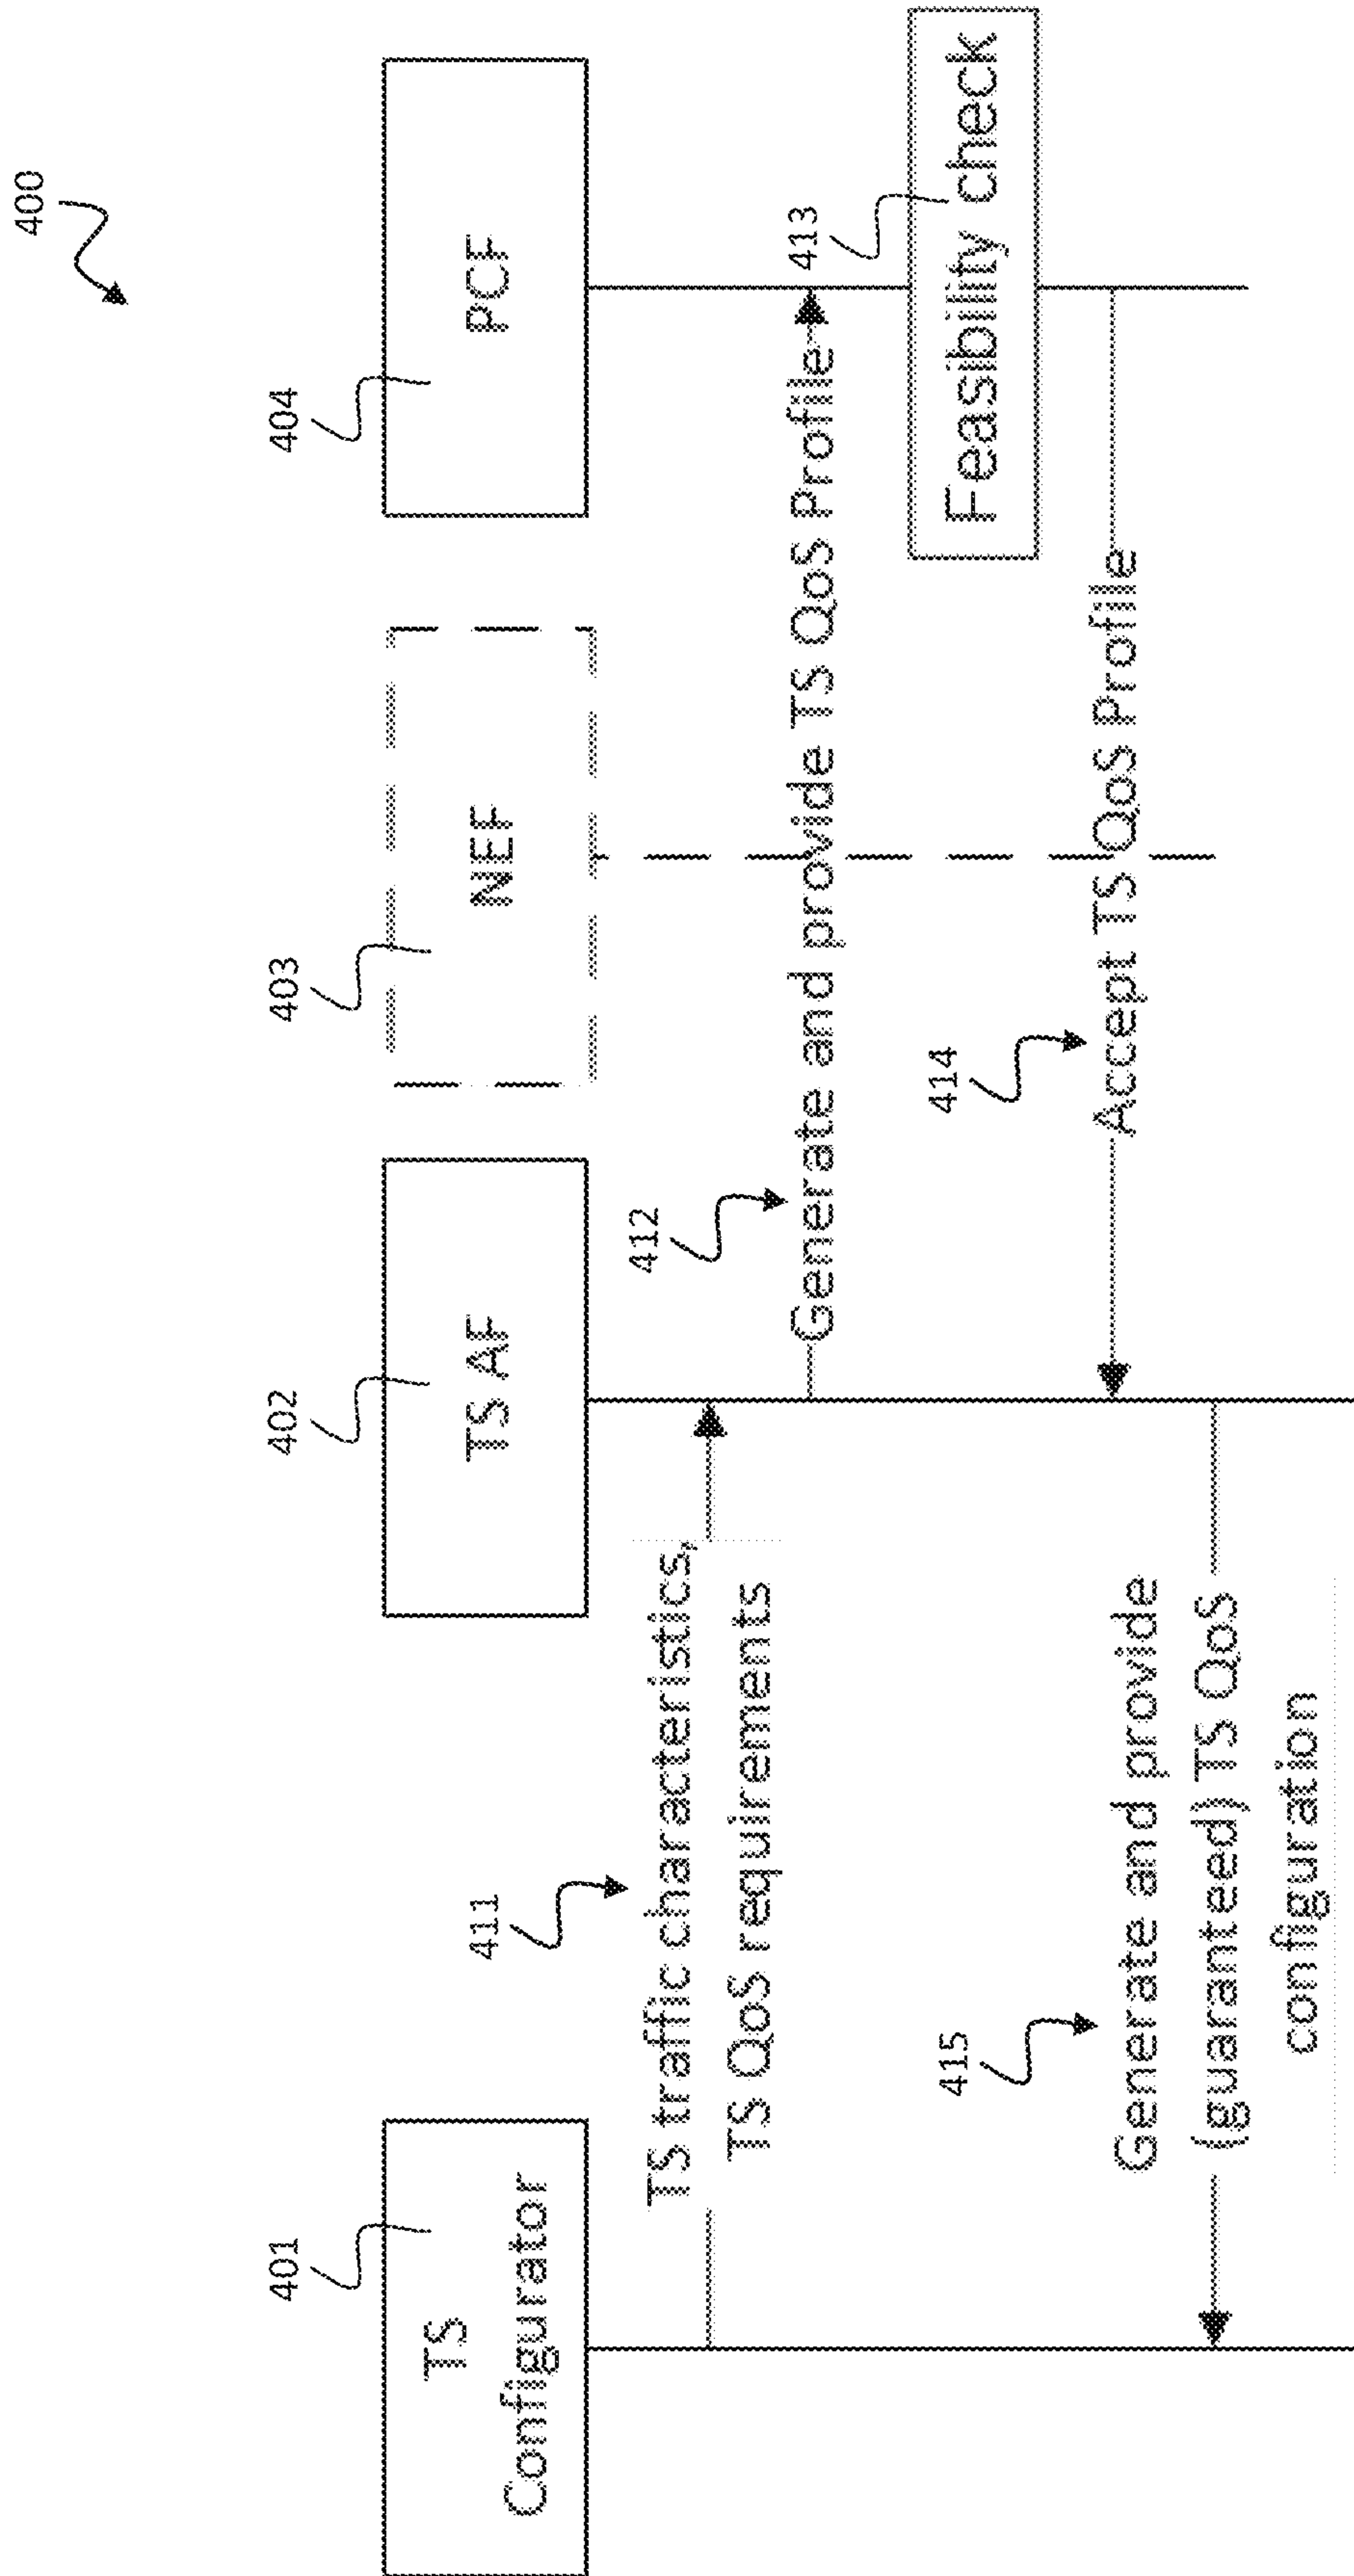 400
401
402
403
404
TS
Configurator
TS AF
NEF
PCF
411
TS traffic characteristics,
TS QoS requirements
412
Generate and provide TS QoS Profile
413
Feasibility check
414
Accept TS QoS Profile
415
Generate and provide
(guaranteed) TS QoS
configuration